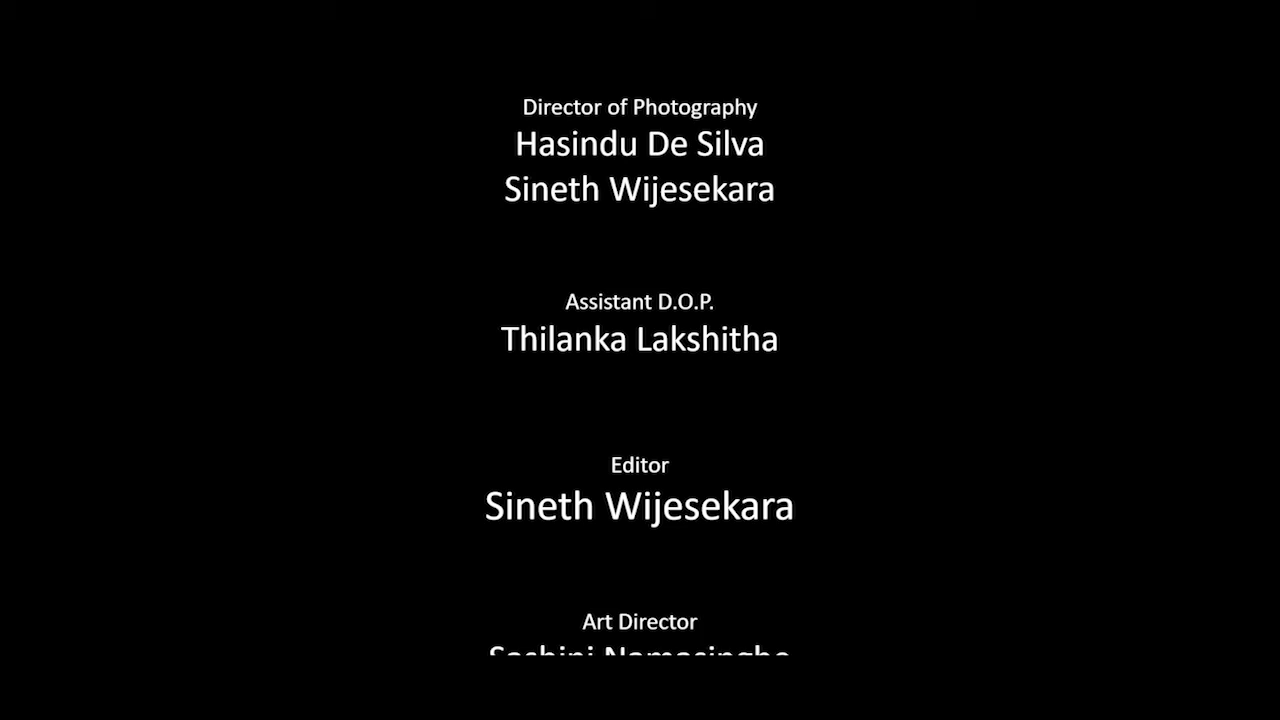 Director of Photography
Hasindu De Silva
Sineth Wijesekara
Assistant D.O.P.
Thilanka Lakshitha
Editor
Sineth Wijesekara
Art Director